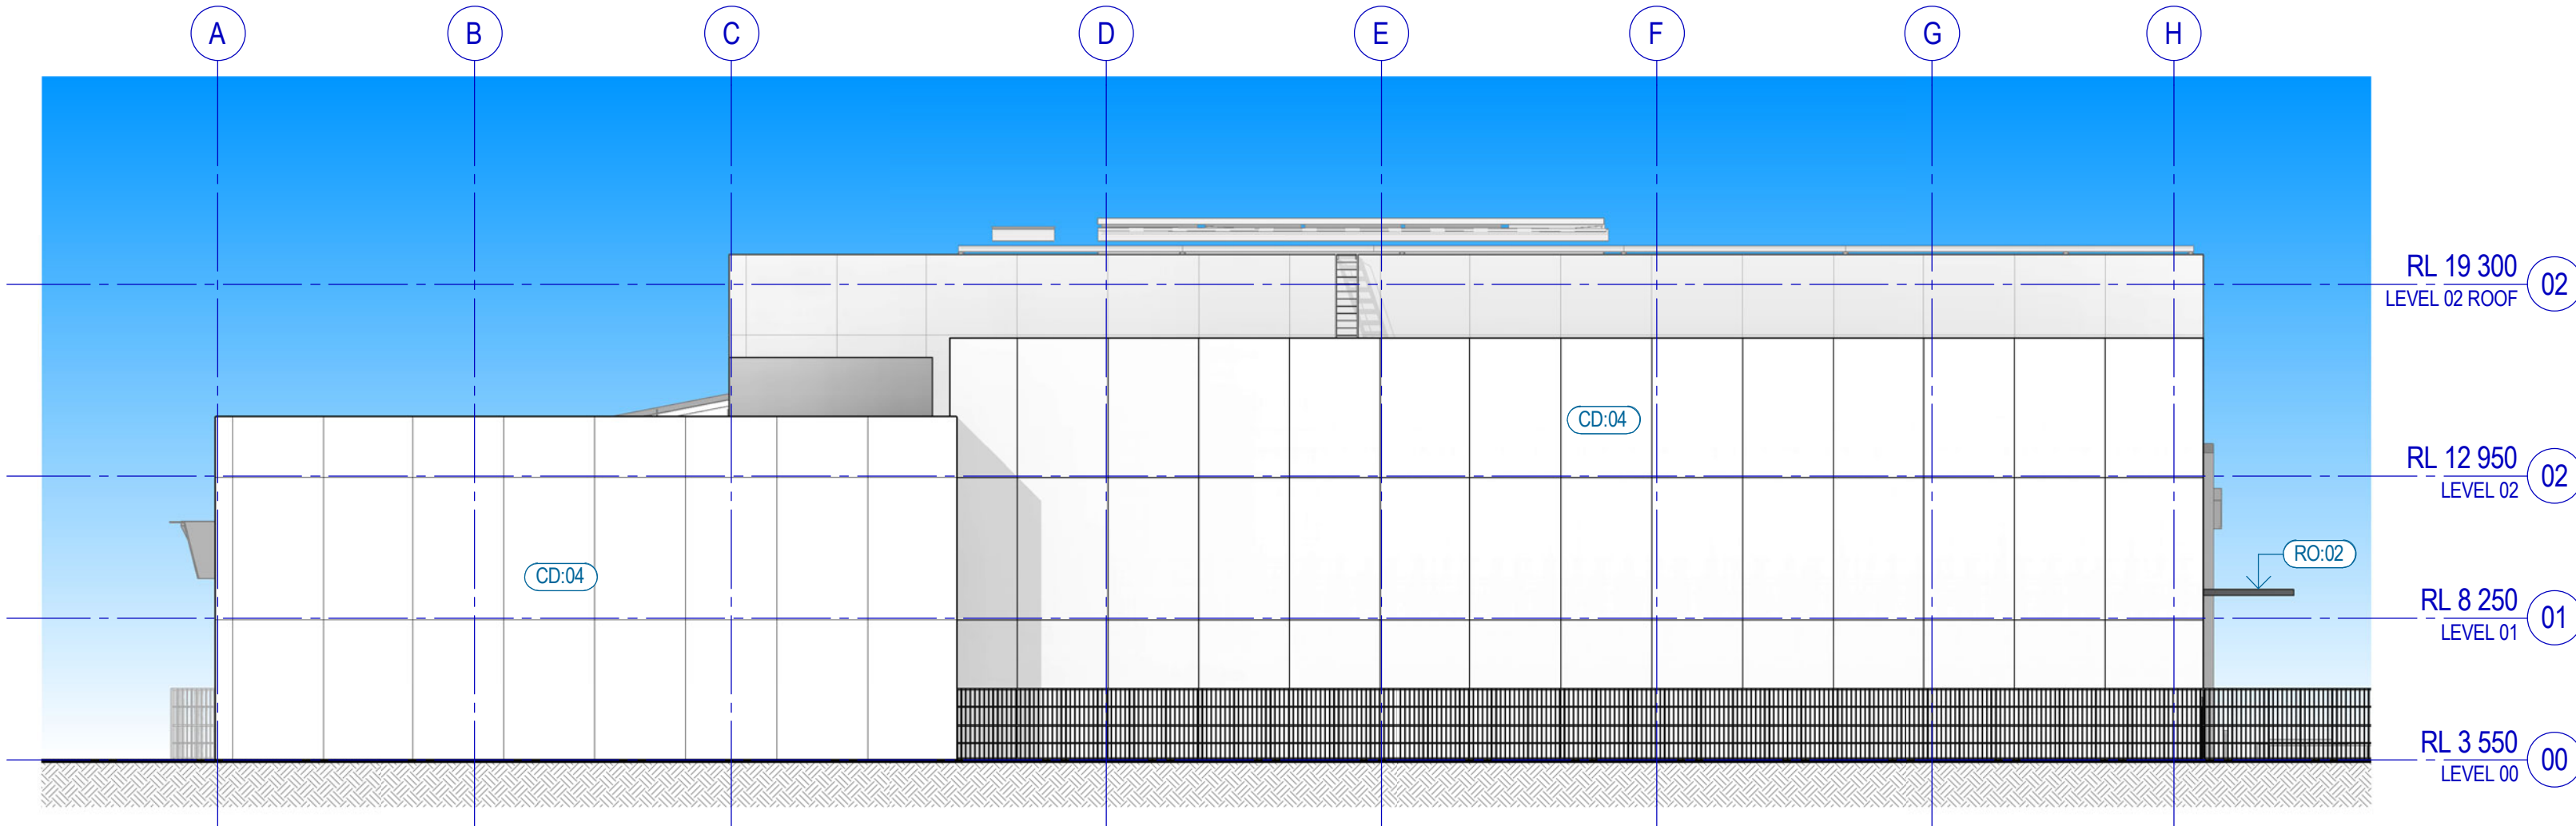 A
B
C
D
E
F
G
H
RL 19 300
LEVEL 02 ROOF
02
CD:04
RL 12 950
LEVEL 02
02
CD:04
RO:02
RL 8 250
LEVEL 01
01
RL 3 550
LEVEL 00
00